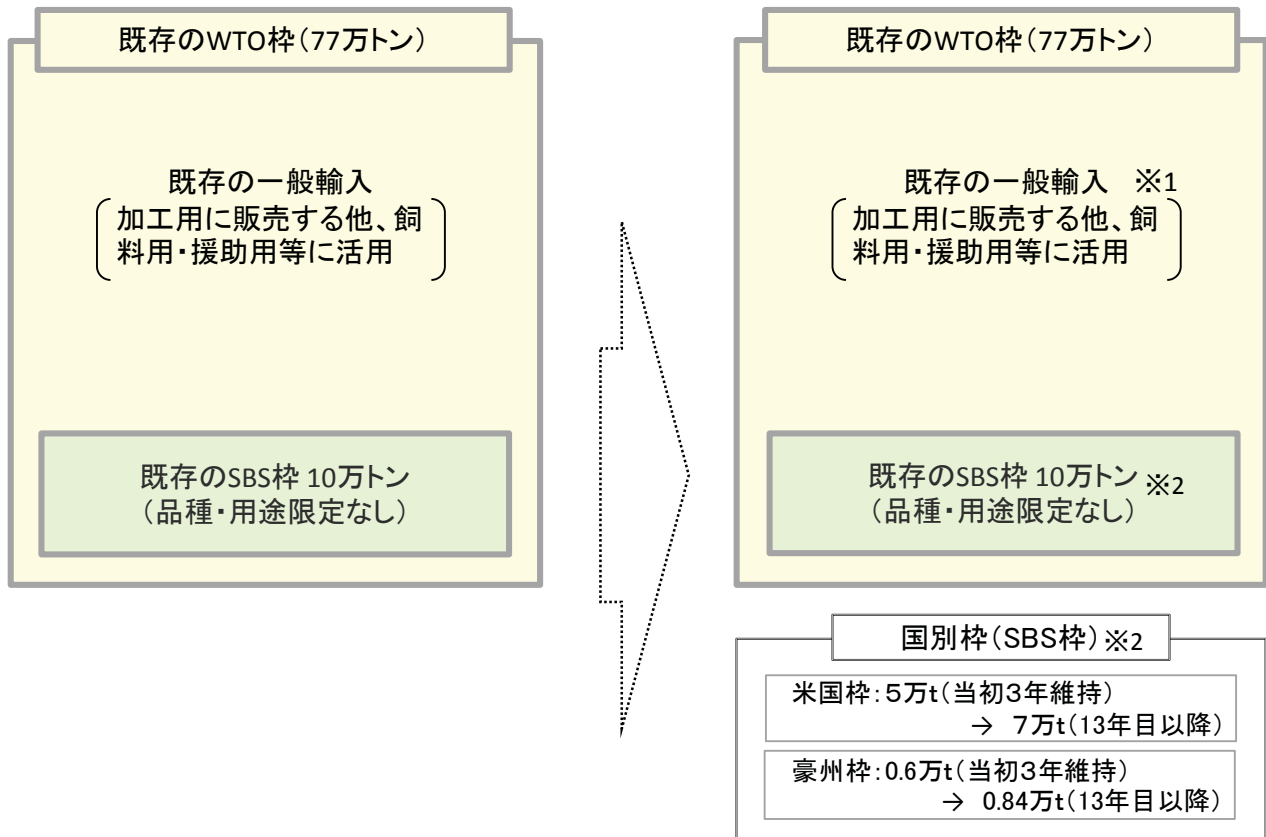 既存のWTO枠（77万トン）
既存の一般輸入
加工用に販売する他、飼
料用・援助用等に活用
既存のSBS枠 10万トン
（品種・用途限定なし）
既存のWTO枠（77万トン）
既存の一般輸入 ※1
加工用に販売する他、飼
料用・援助用等に活用
既存のSBS枠 10万トン ※2
（品種・用途限定なし）
国別枠（SBS枠）※2
米国枠：５万t（当初３年維持）
→ ７万t（13年目以降）
豪州枠：0.6万t（当初３年維持）
→ 0.84万t（13年目以降）